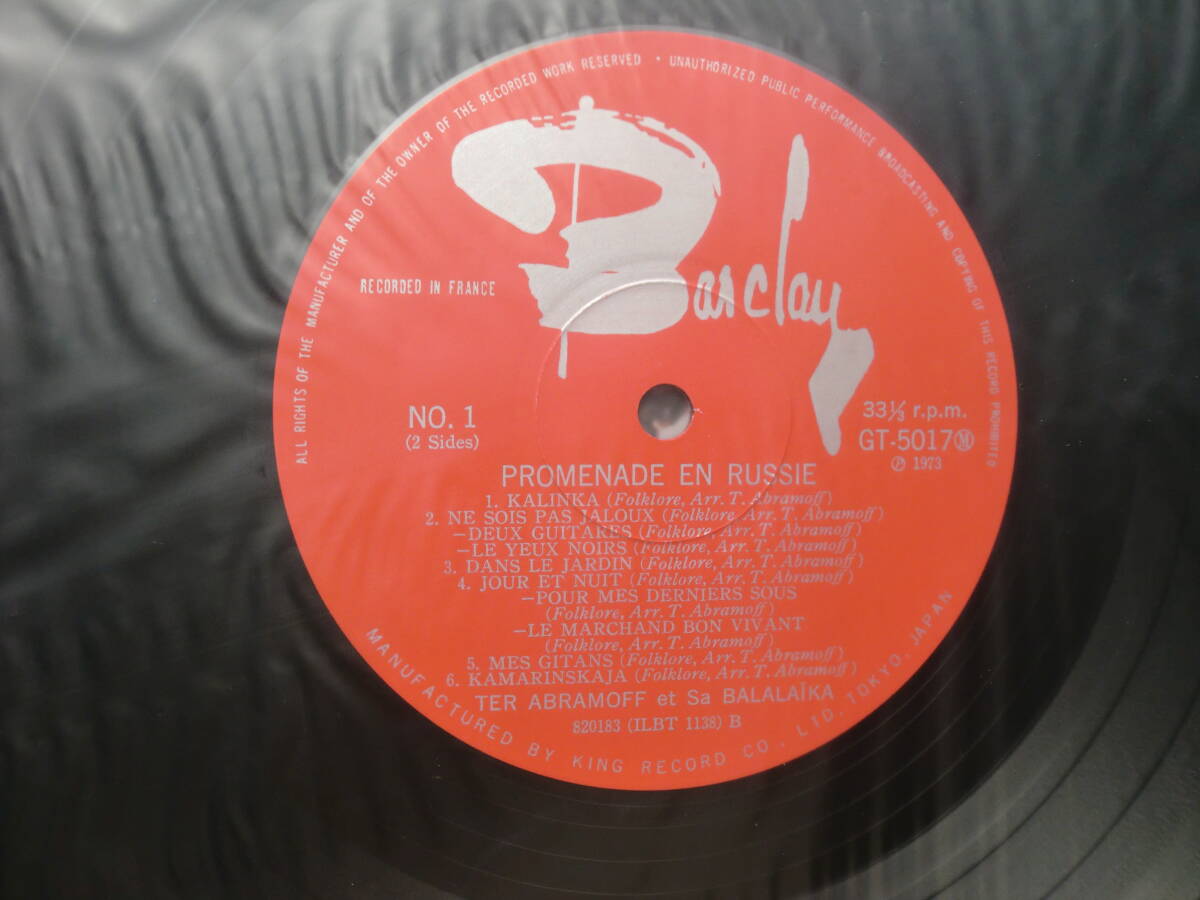 ALL RIGHTS OF THE MANUFACTURER AND OF THE OWNER OF THE RECORDED WORK RESERVED • UNAUTHORIZED PUBLIC PERFORMANCE BROADCASTING AND COPYING OF THIS RECORD PROHIBITED
Barclay
RECORDED IN FRANCE
NO. 1
(2 Sides)
33⅓ r.p.m.
GT-5017Ⓜ
℗ 1973
PROMENADE EN RUSSIE
1. KALINKA (Folklore, Arr. T. Abramoff)
2. NE SOIS PAS JALOUX (Folklore, Arr. T. Abramoff)
–DEUX GUITARES (Folklore, Arr. T. Abramoff)
–LE YEUX NOIRS (Folklore, Arr. T. Abramoff)
3. DANS LE JARDIN (Folklore, Arr. T. Abramoff)
4. JOUR ET NUIT (Folklore, Arr. T. Abramoff)
–POUR MES DERNIERS SOUS
(Folklore, Arr. T. Abramoff)
–LE MARCHAND BON VIVANT
(Folklore, Arr. T. Abramoff)
5. MES GITANS (Folklore, Arr. T. Abramoff)
6. KAMARINSKAJA (Folklore, Arr. T. Abramoff)
TER ABRAMOFF et Sa BALALAÏKA
820183 (ILBT 1138) B
MANUFACTURED BY KING RECORD CO., LTD. TOKYO, JAPAN